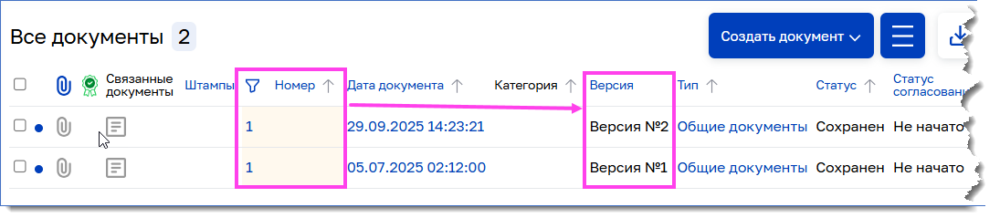 Все документы 2
Создать документ
Связанные документы Штампы Номер Дата документа Категория Версия Тип Статус Статус согласован
1 29.09.2025 14:23:21 Версия №2 Общие документы Сохранен Не начато
1 05.07.2025 02:12:00 Версия №1 Общие документы Сохранен Не начато